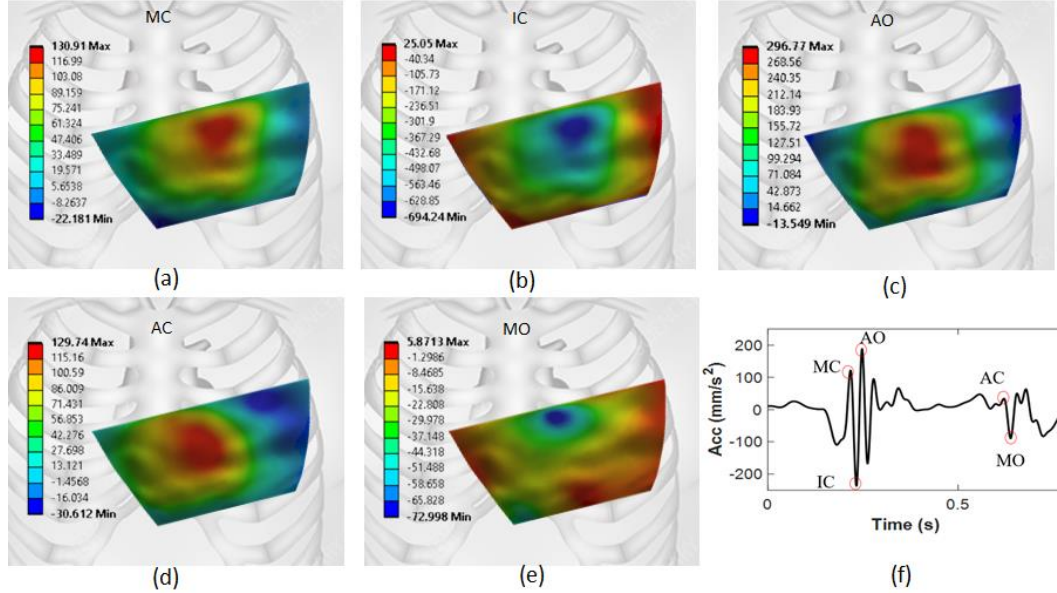 MC
130.91 Max
116.99
103.08
89.159
75.241
61.324
47.406
33.489
19.571
5.6538
-8.2637
-22.181 Min
(a)
IC
25.05 Max
-40.34
-105.73
-171.12
-236.51
-301.9
-367.29
-432.68
-498.07
-563.46
-628.85
-694.24 Min
(b)
AO
296.77 Max
268.56
240.35
212.14
183.93
155.72
127.51
99.294
71.084
42.873
14.662
-13.549 Min
(c)
AC
129.74 Max
115.16
100.59
86.009
71.431
56.853
42.276
27.698
13.121
-1.4568
-16.034
-30.612 Min
(d)
MO
5.8713 Max
-1.2986
-8.4685
-15.638
-22.808
-29.978
-37.148
-44.318
-51.488
-58.658
-65.828
-72.998 Min
(e)
Acc (mm/s²)
200
100
0
-100
-200
MC
AO
IC
AC
MO
0
0.5
Time (s)
(f)